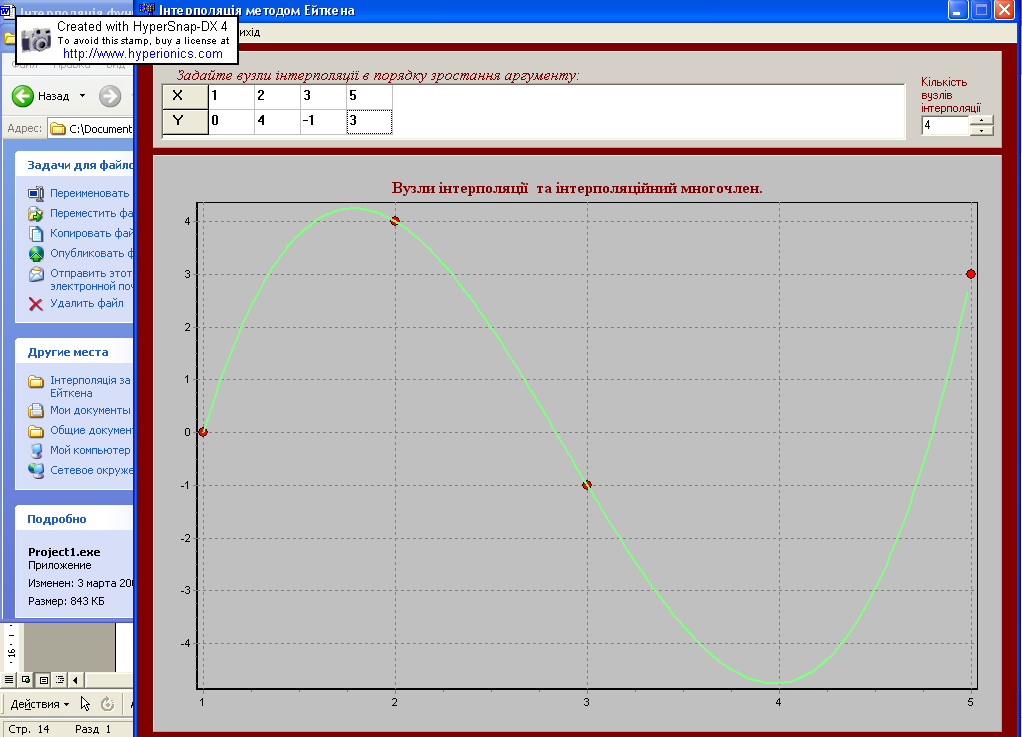 Інтерполяція фун
Інтерполяція методом Ейткена
Created with HyperSnap-DX 4
To avoid this stamp, buy a license at
http://www.hyperionics.com
ихід
Назад
Адрес: C:\Document
Задачи для файло
Переименовать
Переместить фа
Копировать фай
Опубликовать ф
Отправить этот
электронной поч
Удалить файл
Другие места
Інтерполяція за
Ейткена
Мои документы
Общие докумен
Мой компьютер
Сетевое окруже
Подробно
Project1.exe
Приложение
Изменен: 3 марта 200
Размер: 843 КБ
16
Действия
Стр. 14 Разд 1
Задайте вузли інтерполяції в порядку зростання аргументу:
X 1 2 3 5
Y 0 4 -1 3
Кількість
вузлів
інтерполяції
4
Вузли інтерполяції та інтерполяційний многочлен.
4
3
2
1
0
-1
-2
-3
-4
1 2 3 4 5